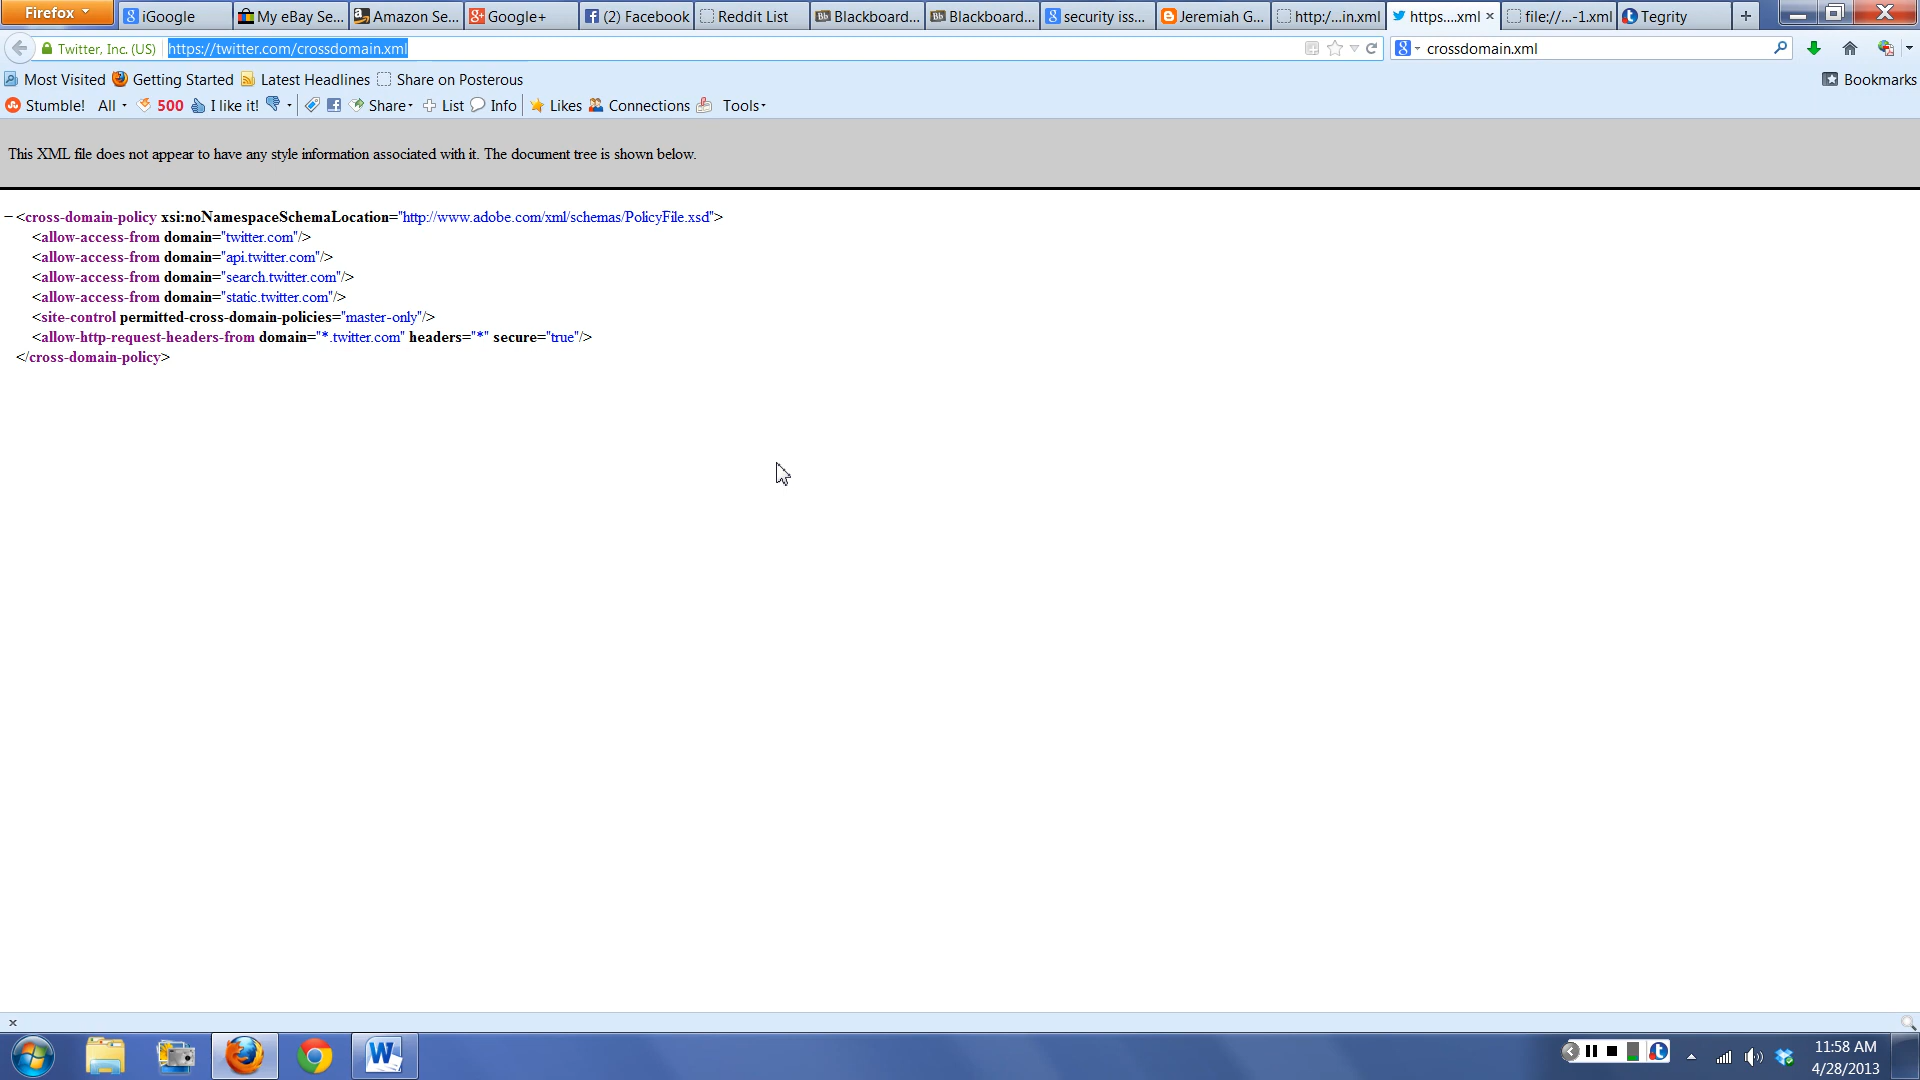 Firefox
iGoogle
My eBay Se...
Amazon Se...
Google+
(2) Facebook
Reddit List
Blackboard...
Blackboard...
security iss...
Jeremiah G...
http:/...in.xml
https....xml
file://...-1.xml
Tegrity
Twitter, Inc. (US) https://twitter.com/crossdomain.xml
crossdomain.xml
Most Visited Getting Started Latest Headlines Share on Posterous Bookmarks
Stumble! All 500 I like it! Share List Info Likes Connections Tools
This XML file does not appear to have any style information associated with it. The document tree is shown below.
−<cross-domain-policy xsi:noNamespaceSchemaLocation="http://www.adobe.com/xml/schemas/PolicyFile.xsd">
<allow-access-from domain="twitter.com"/>
<allow-access-from domain="api.twitter.com"/>
<allow-access-from domain="search.twitter.com"/>
<allow-access-from domain="static.twitter.com"/>
<site-control permitted-cross-domain-policies="master-only"/>
<allow-http-request-headers-from domain="*.twitter.com" headers="*" secure="true"/>
</cross-domain-policy>
11:58 AM
4/28/2013